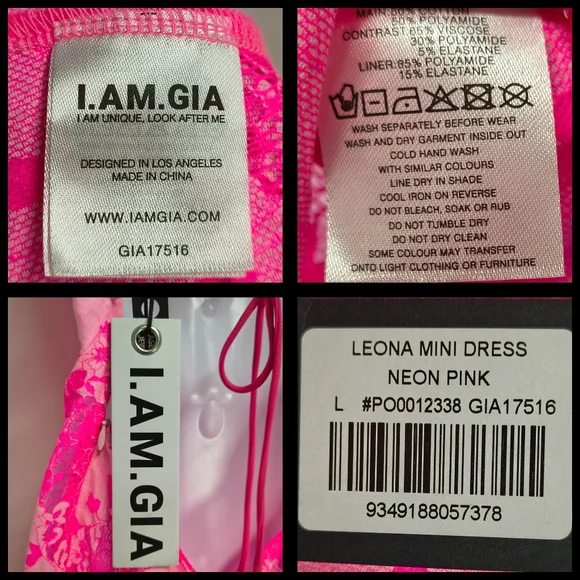 I.AM.GIA
I AM UNIQUE, LOOK AFTER ME
DESIGNED IN LOS ANGELES
MADE IN CHINA
WWW.IAMGIA.COM
GIA17516
MAIN:50% COTTON
50% POLYAMIDE
CONTRAST:65% VISCOSE
30% POLYAMIDE
5% ELASTANE
LINER:85% POLYAMIDE
15% ELASTANE
WASH SEPARATELY BEFORE WEAR
WASH AND DRY GARMENT INSIDE OUT
COLD HAND WASH
WITH SIMILAR COLOURS
LINE DRY IN SHADE
COOL IRON ON REVERSE
DO NOT BLEACH, SOAK OR RUB
DO NOT TUMBLE DRY
DO NOT DRY CLEAN
SOME COLOUR MAY TRANSFER
ONTO LIGHT CLOTHING OR FURNITURE
I.AM.GIA
LEONA MINI DRESS
NEON PINK
L #PO0012338 GIA17516
9349188057378